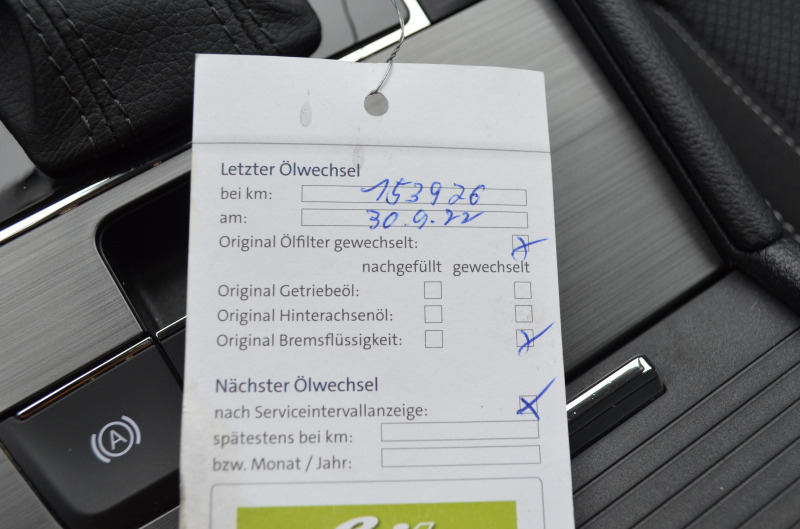 Letzter Ölwechsel
bei km: 153926
am: 30.9.22
Original Ölfilter gewechselt:
nachgefüllt gewechselt
Original Getriebeöl:
Original Hinterachsenöl:
Original Bremsflüssigkeit:
Nächster Ölwechsel
nach Serviceintervallanzeige:
spätestens bei km:
bzw. Monat / Jahr:
A